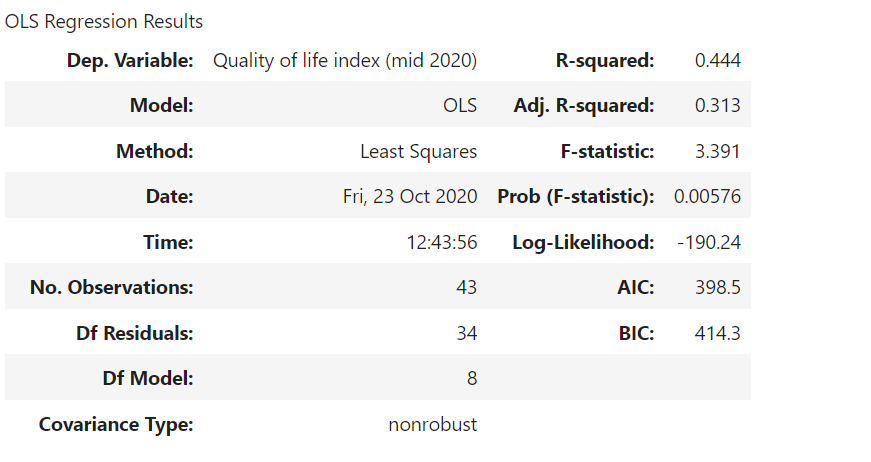 OLS Regression Results
Dep. Variable: Quality of life index (mid 2020) R-squared: 0.444
Model: OLS Adj. R-squared: 0.313
Method: Least Squares F-statistic: 3.391
Date: Fri, 23 Oct 2020 Prob (F-statistic): 0.00576
Time: 12:43:56 Log-Likelihood: -190.24
No. Observations: 43 AIC: 398.5
Df Residuals: 34 BIC: 414.3
Df Model: 8
Covariance Type: nonrobust